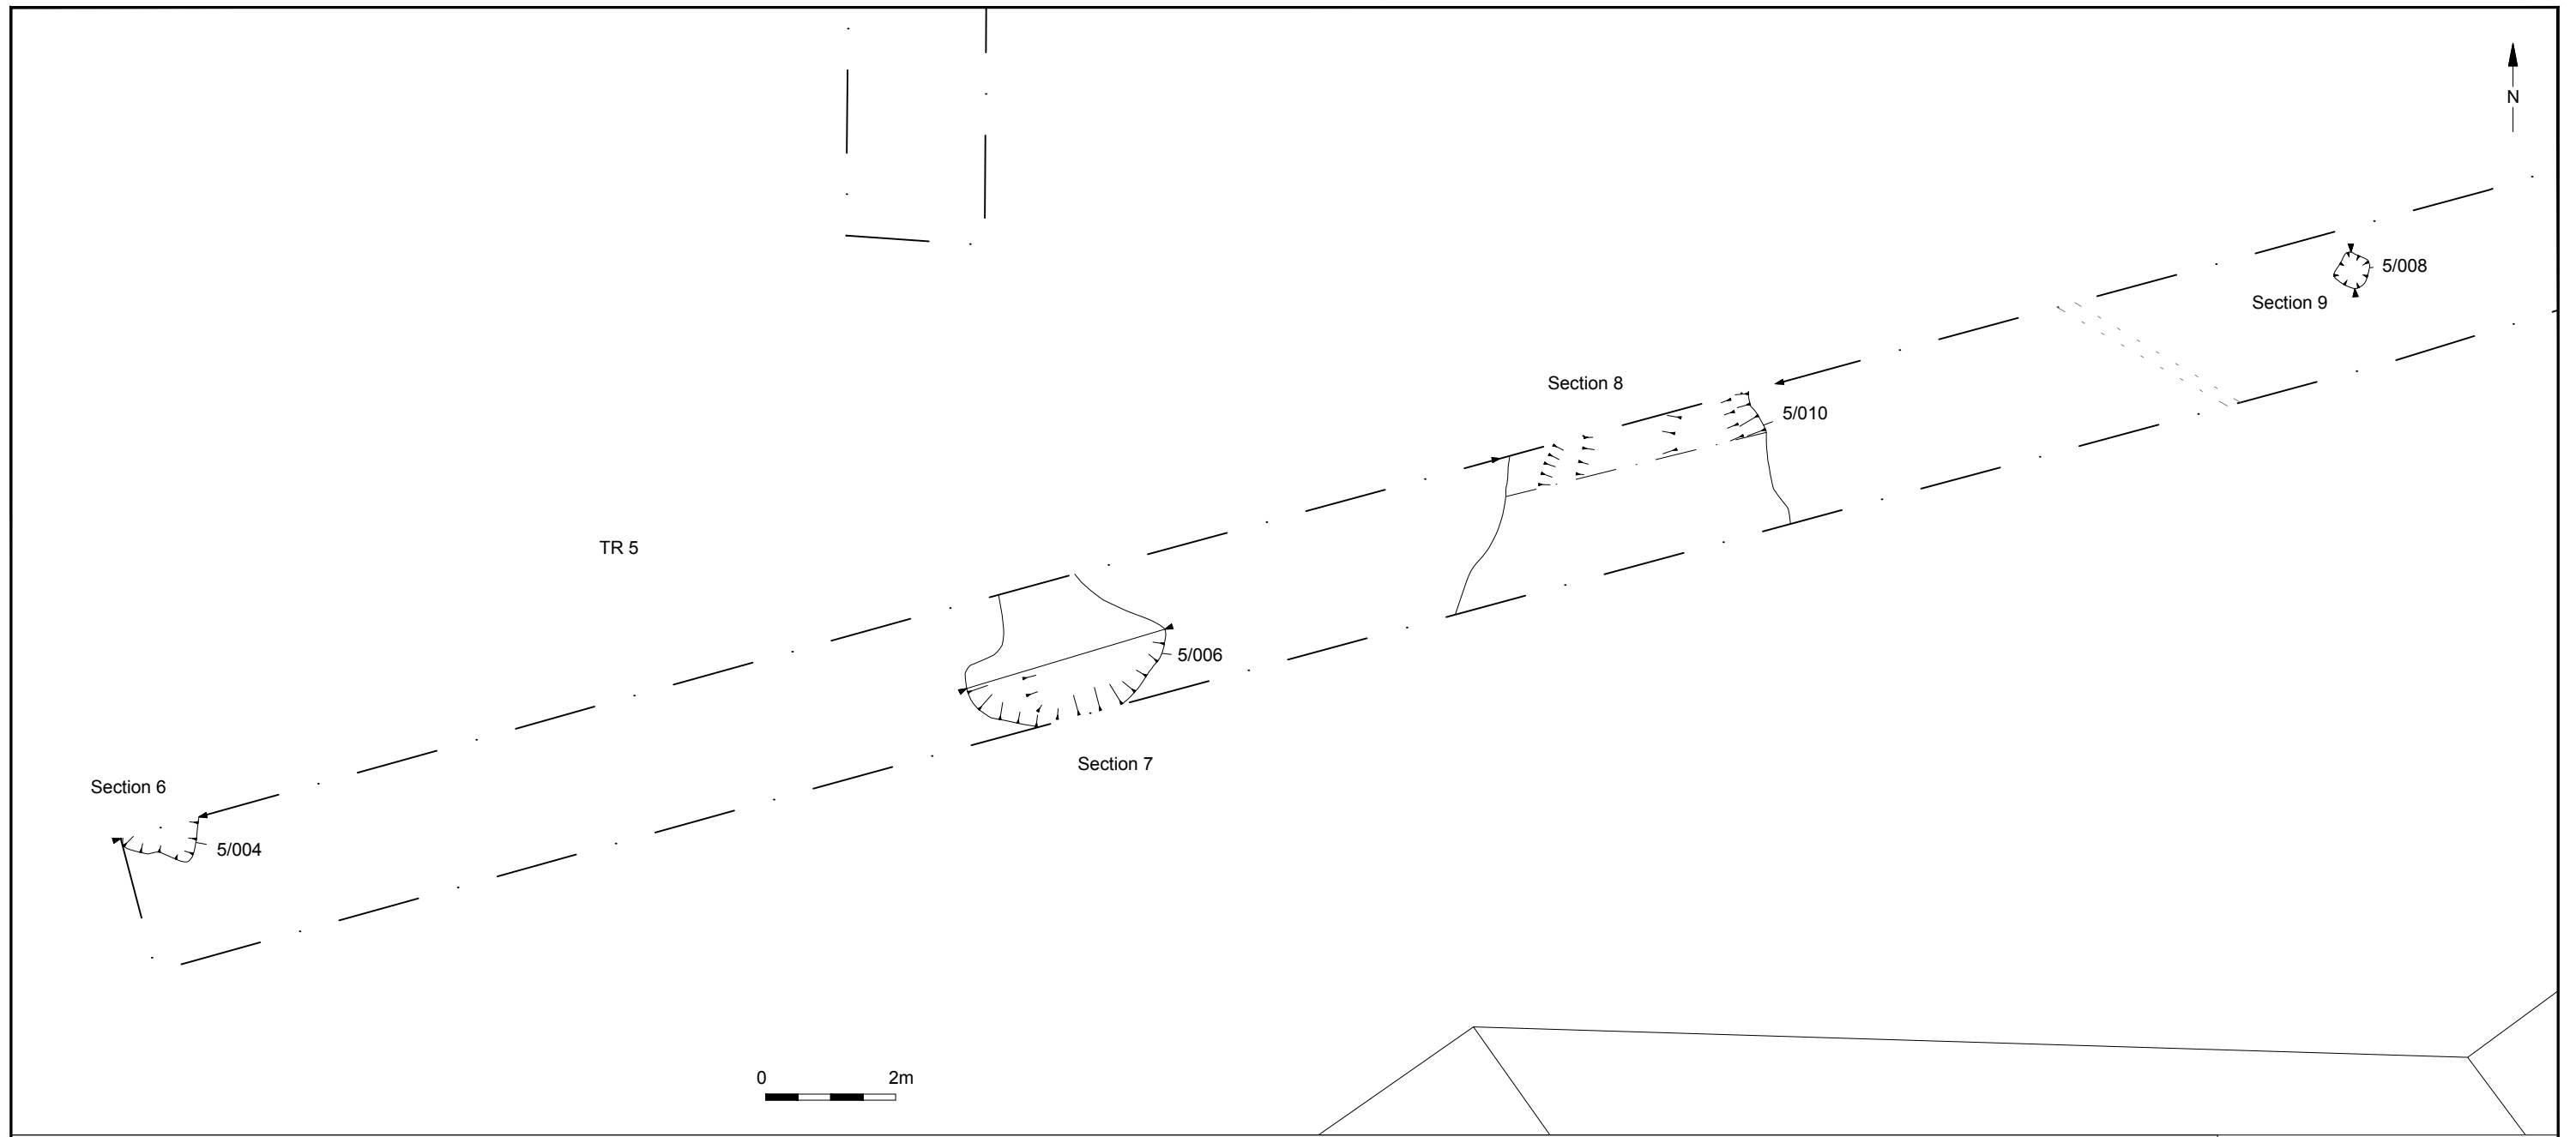 N
5/008
Section 9
Section 8
5/010
TR 5
5/006
Section 7
Section 6
5/004
0 2m